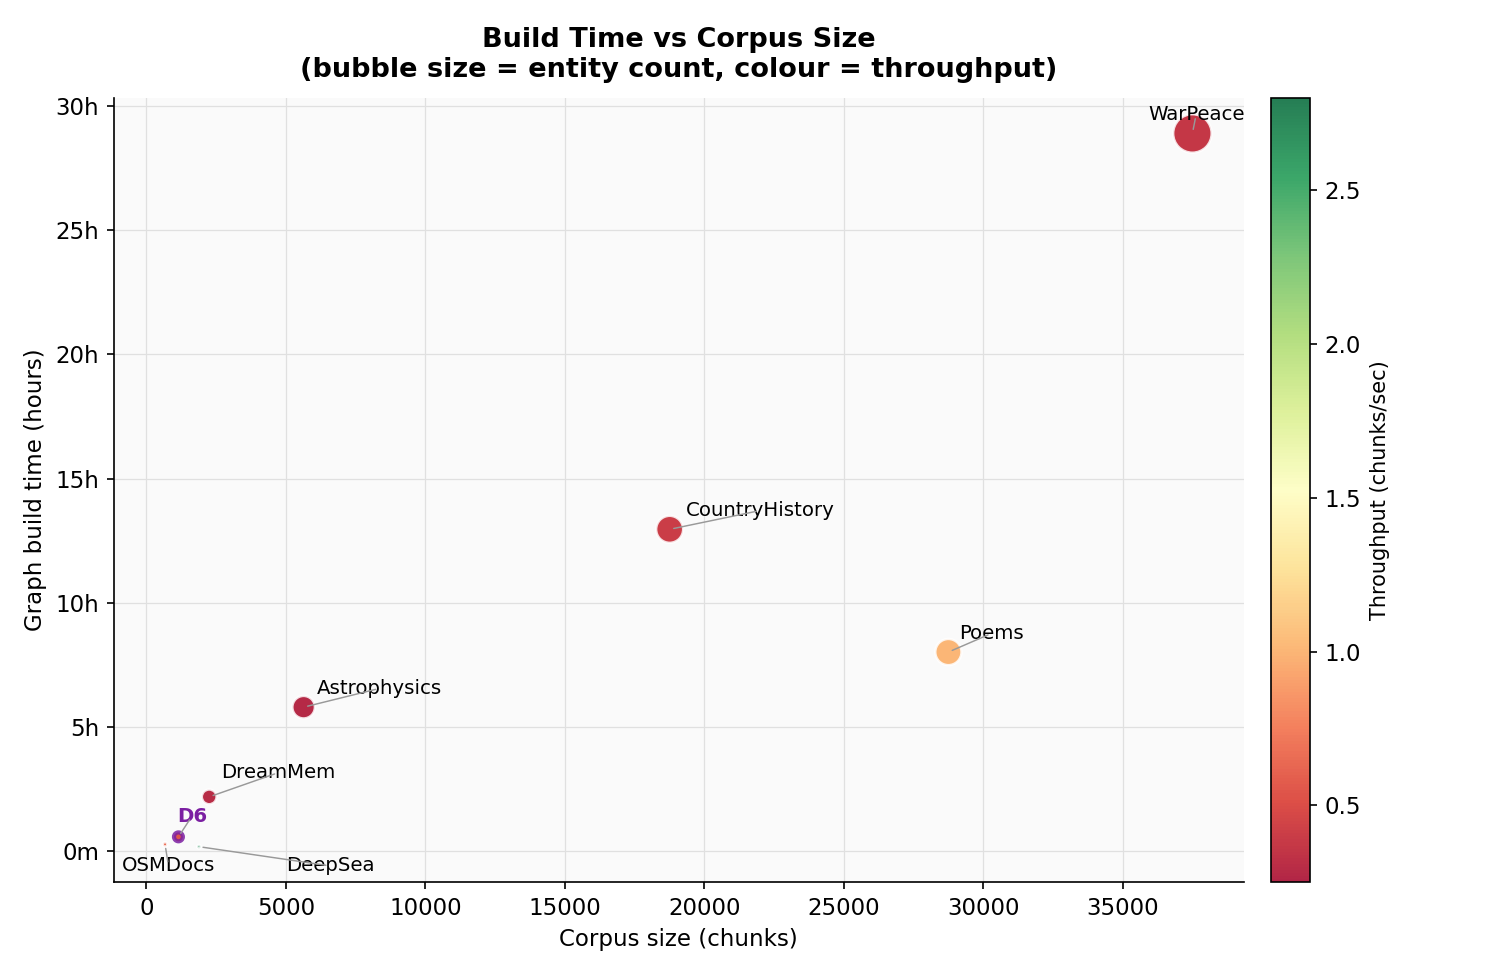 Build Time vs Corpus Size
(bubble size = entity count, colour = throughput)
30h
25h
20h
15h
10h
5h
0m
Graph build time (hours)
WarPeace
CountryHistory
Poems
Astrophysics
DreamMem
D6
OSMDocs
DeepSea
0
5000
10000
15000
20000
25000
30000
35000
Corpus size (chunks)
2.5
2.0
1.5
1.0
0.5
Throughput (chunks/sec)